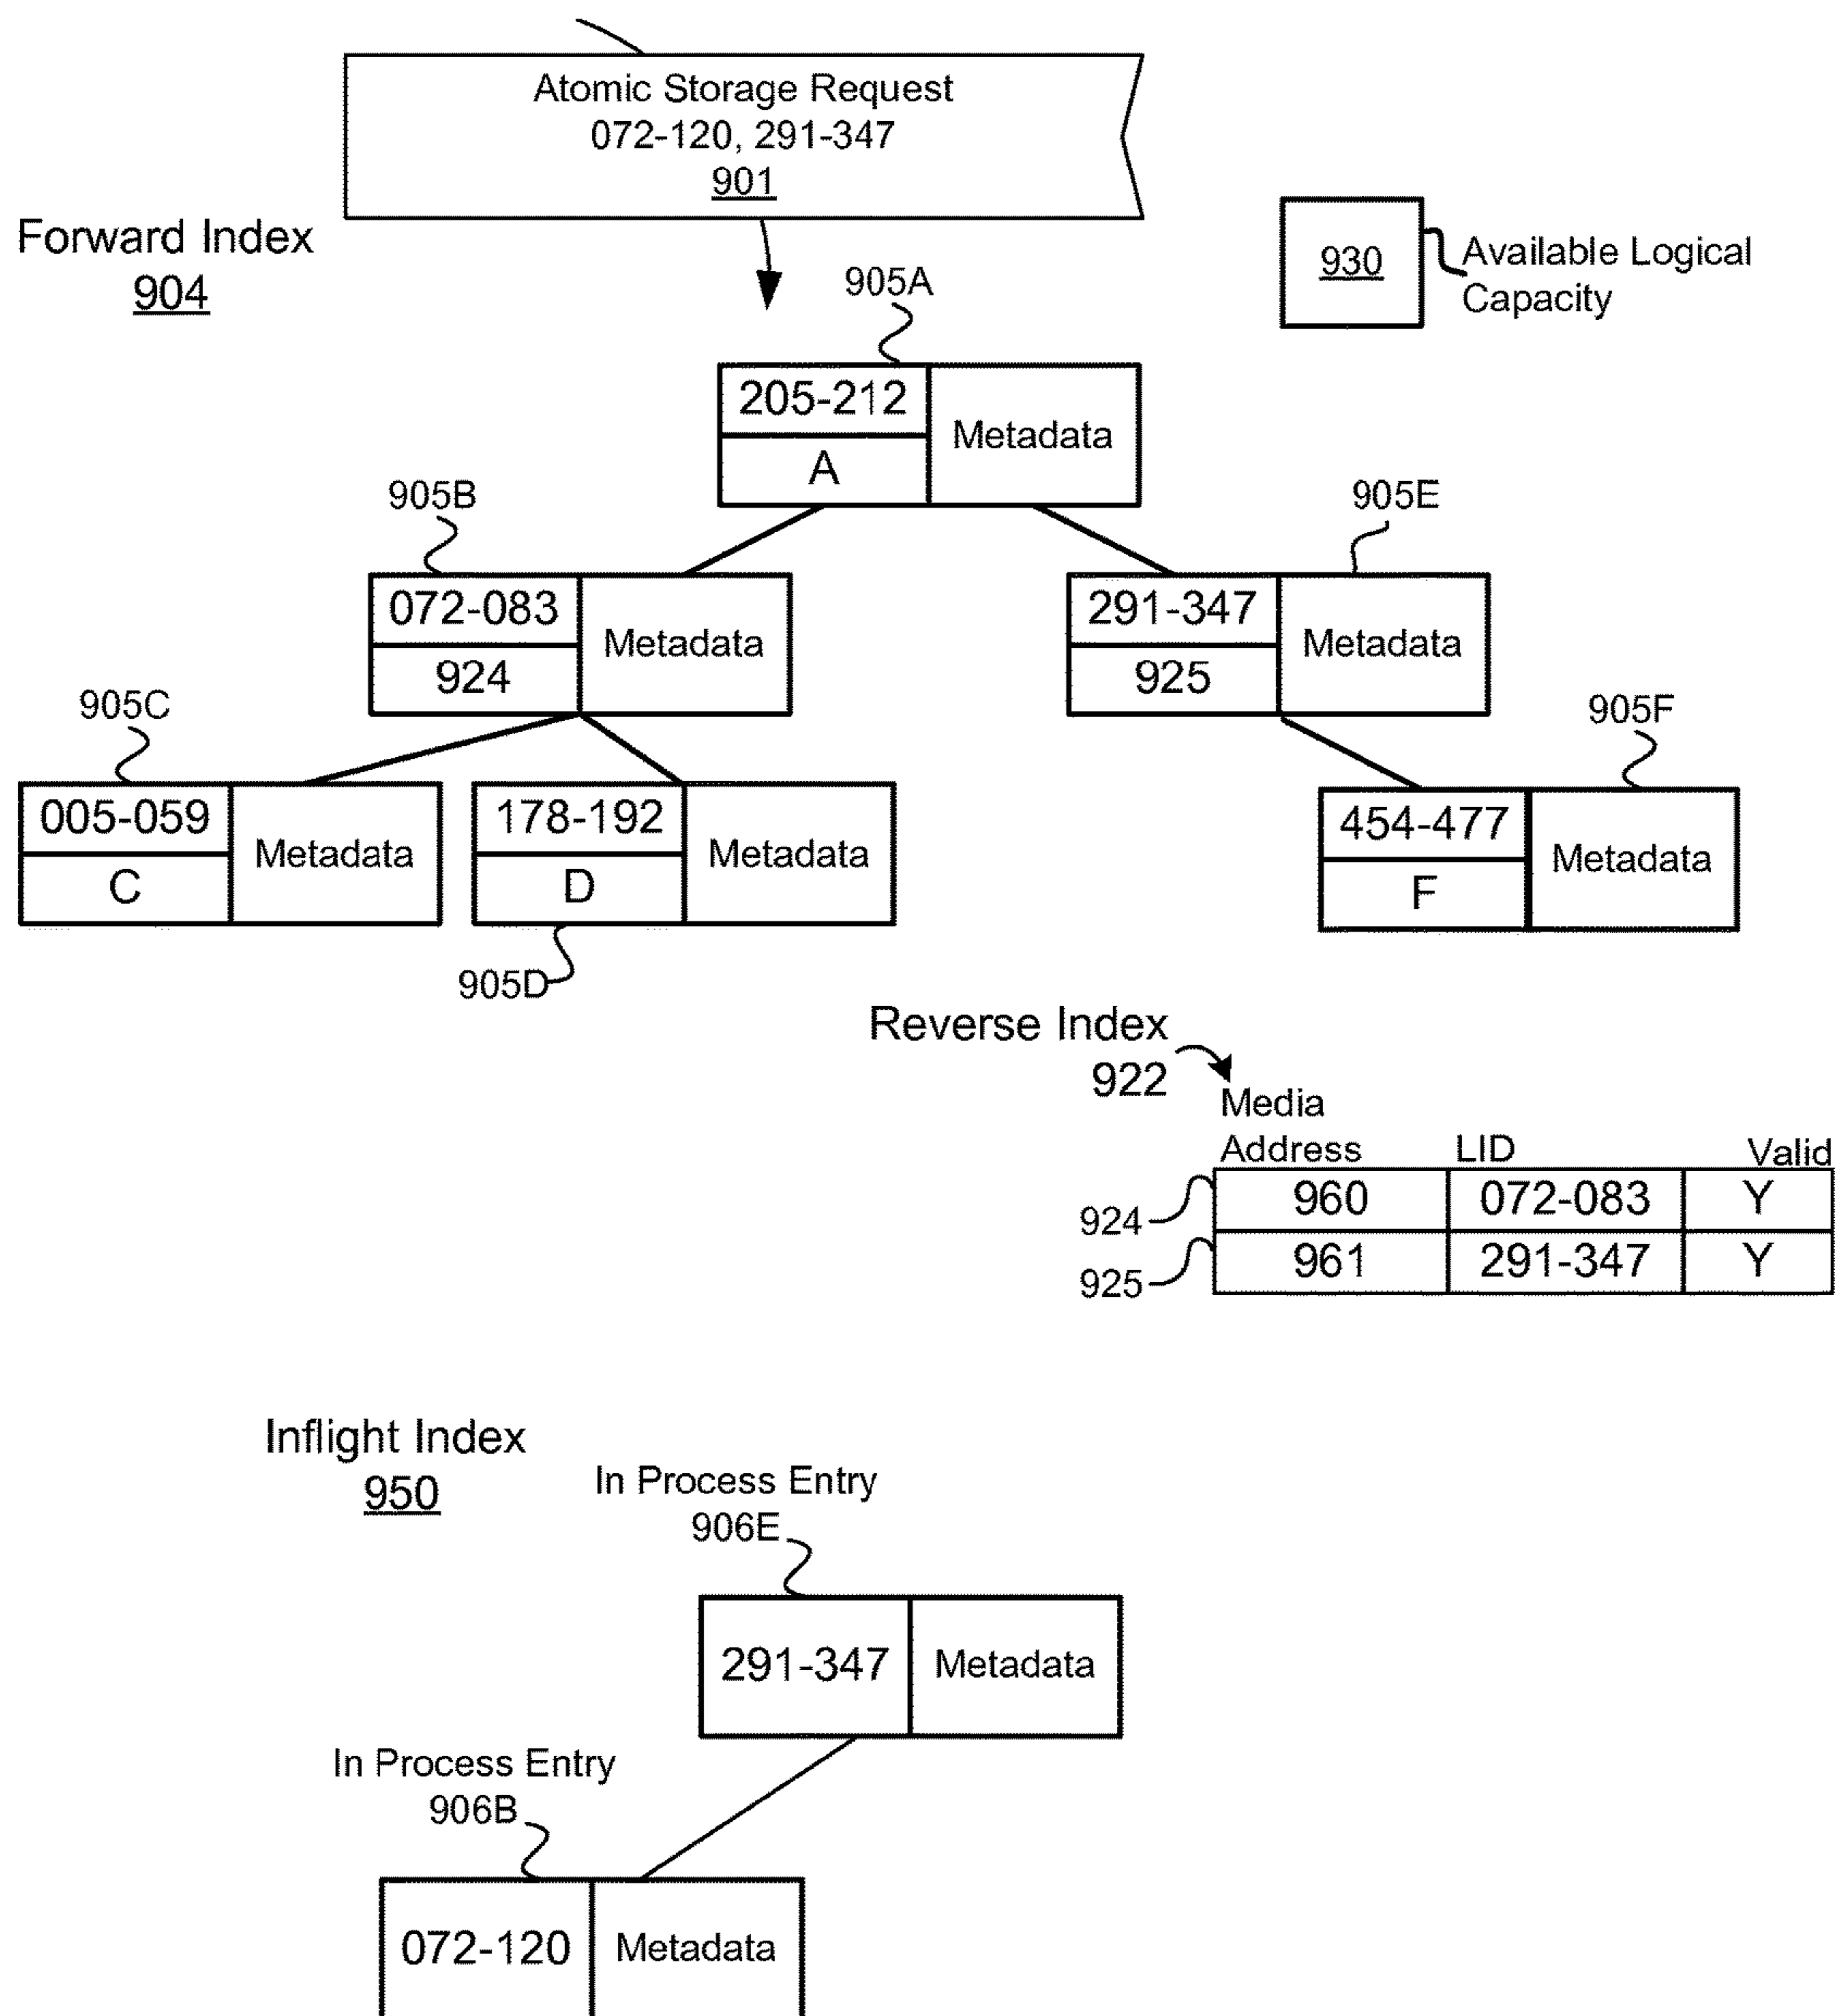 Atomic Storage Request
072-120, 291-347
901
Forward Index
904
930
Available Logical
Capacity
905A
205-212
Metadata
A
905B
905E
072-083
Metadata
924
291-347
Metadata
925
905C
905F
005-059
Metadata
C
178-192
Metadata
D
454-477
Metadata
F
905D
Reverse Index
922
Media
Address LID Valid
924 960 072-083 Y
925 961 291-347 Y
Inflight Index
950
In Process Entry
906E
291-347 Metadata
In Process Entry
906B
072-120 Metadata